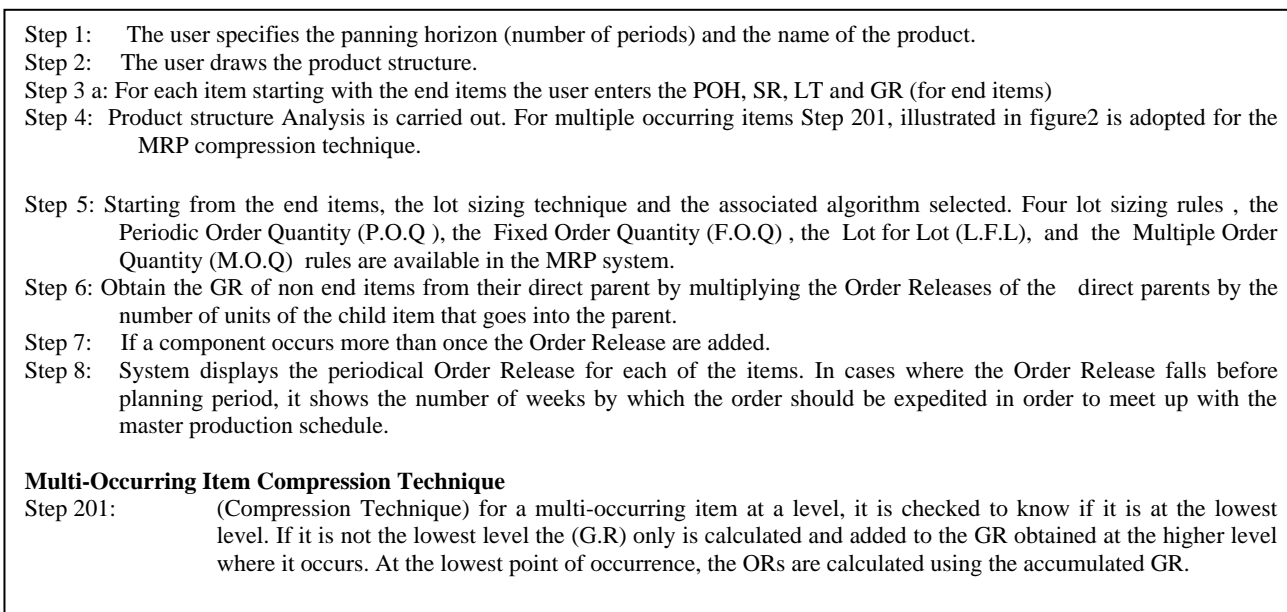 Step 1: The user specifies the panning horizon (number of periods) and the name of the product.
Step 2: The user draws the product structure.
Step 3 a: For each item starting with the end items the user enters the POH, SR, LT and GR (for end items)
Step 4: Product structure Analysis is carried out. For multiple occurring items Step 201, illustrated in figure2 is adopted for the
MRP compression technique.
Step 5: Starting from the end items, the lot sizing technique and the associated algorithm selected. Four lot sizing rules , the
Periodic Order Quantity (P.O.Q ), the Fixed Order Quantity (F.O.Q) , the Lot for Lot (L.F.L), and the Multiple Order
Quantity (M.O.Q) rules are available in the MRP system.
Step 6: Obtain the GR of non end items from their direct parent by multiplying the Order Releases of the direct parents by the
number of units of the child item that goes into the parent.
Step 7: If a component occurs more than once the Order Release are added.
Step 8: System displays the periodical Order Release for each of the items. In cases where the Order Release falls before
planning period, it shows the number of weeks by which the order should be expedited in order to meet up with the
master production schedule.
Multi-Occurring Item Compression Technique
Step 201: (Compression Technique) for a multi-occurring item at a level, it is checked to know if it is at the lowest
level. If it is not the lowest level the (G.R) only is calculated and added to the GR obtained at the higher level
where it occurs. At the lowest point of occurrence, the ORs are calculated using the accumulated GR.